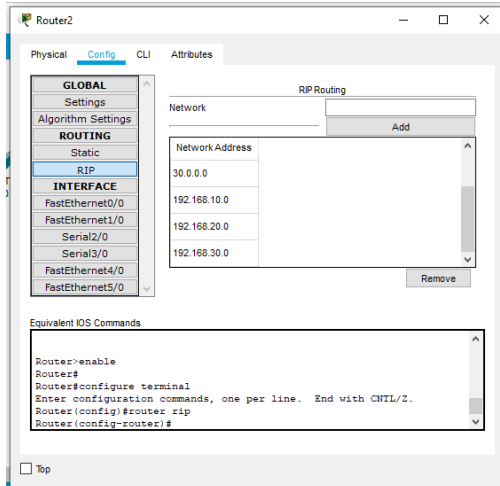 Router2
Physical Config CLI Attributes
GLOBAL
Settings
Algorithm Settings
ROUTING
Static
RIP
INTERFACE
FastEthernet0/0
FastEthernet1/0
Serial2/0
Serial3/0
FastEthernet4/0
FastEthernet5/0
RIP Routing
Network
Add
Network Address
30.0.0.0
192.168.10.0
192.168.20.0
192.168.30.0
Remove
Equivalent IOS Commands
Router>enable
Router#
Router#configure terminal
Enter configuration commands, one per line.  End with CNTL/Z.
Router(config)#router rip
Router(config-router)#
Top